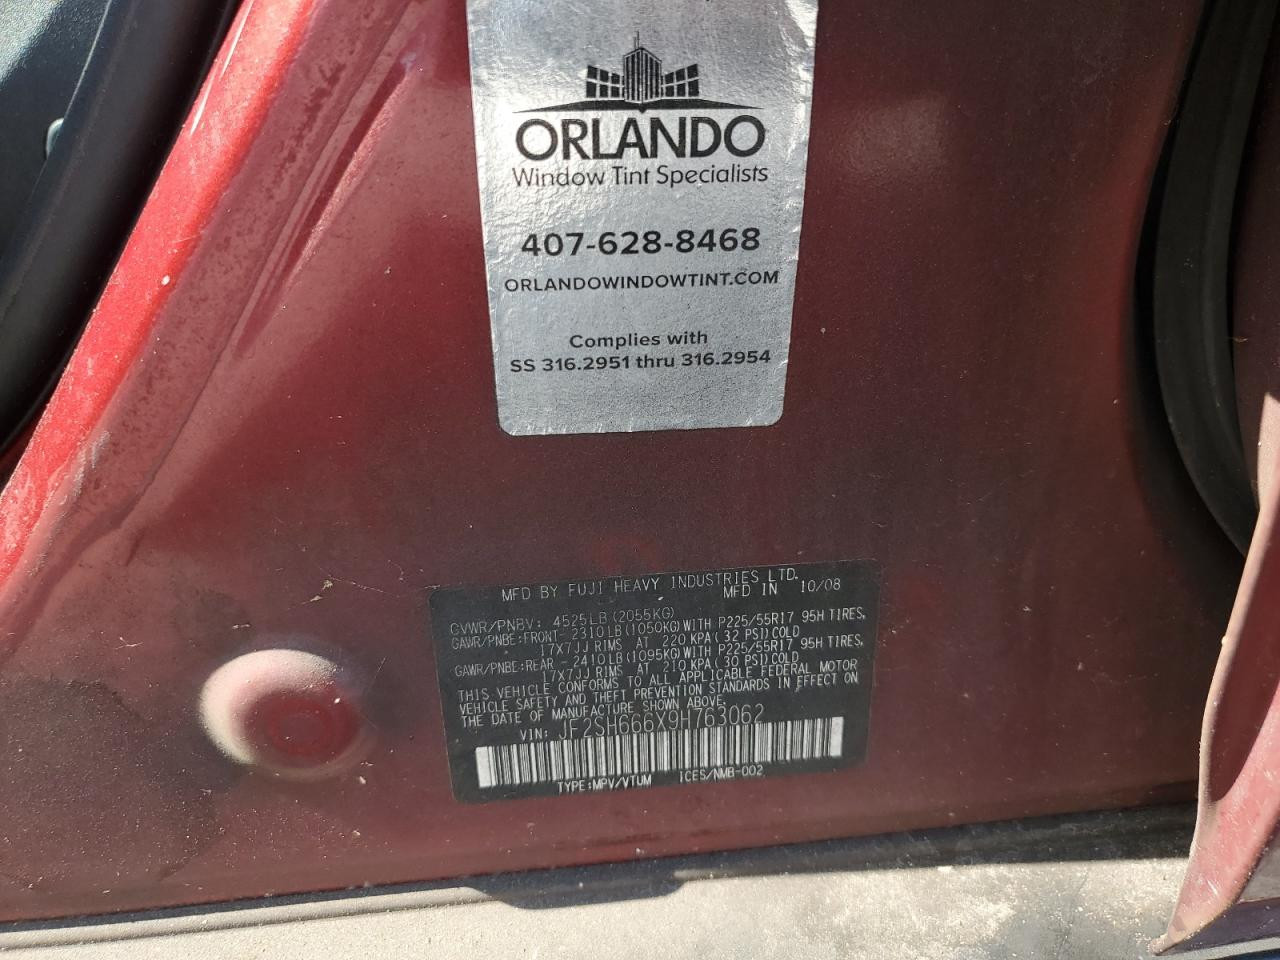 ORLANDO
Window Tint Specialists
407-628-8468
ORLANDOWINDOWTINT.COM
Complies with
SS 316.2951 thru 316.2954
MFD BY FUJI HEAVY INDUSTRIES LTD.
MFD IN 10/08
GVWR/PNBV: 4525LB(2055KG)
GAWR/PNBE:FRONT-2310LB(1050KG)WITH P225/55R17 95H TIRES,
17X7JJ RIMS AT 220 KPA(32 PSI)COLD
GAWR/PNBE:REAR -2410LB(1095KG)WITH P225/55R17 95H TIRES,
17X7JJ RIMS AT 210 KPA(30 PSI)COLD
THIS VEHICLE CONFORMS TO ALL APPLICABLE FEDERAL MOTOR
VEHICLE SAFETY AND THEFT PREVENTION STANDARDS IN EFFECT ON
THE DATE OF MANUFACTURE SHOWN ABOVE.
VIN: JF2SH666X9H763062
TYPE:MPV/VTUM ICES/NMB-002